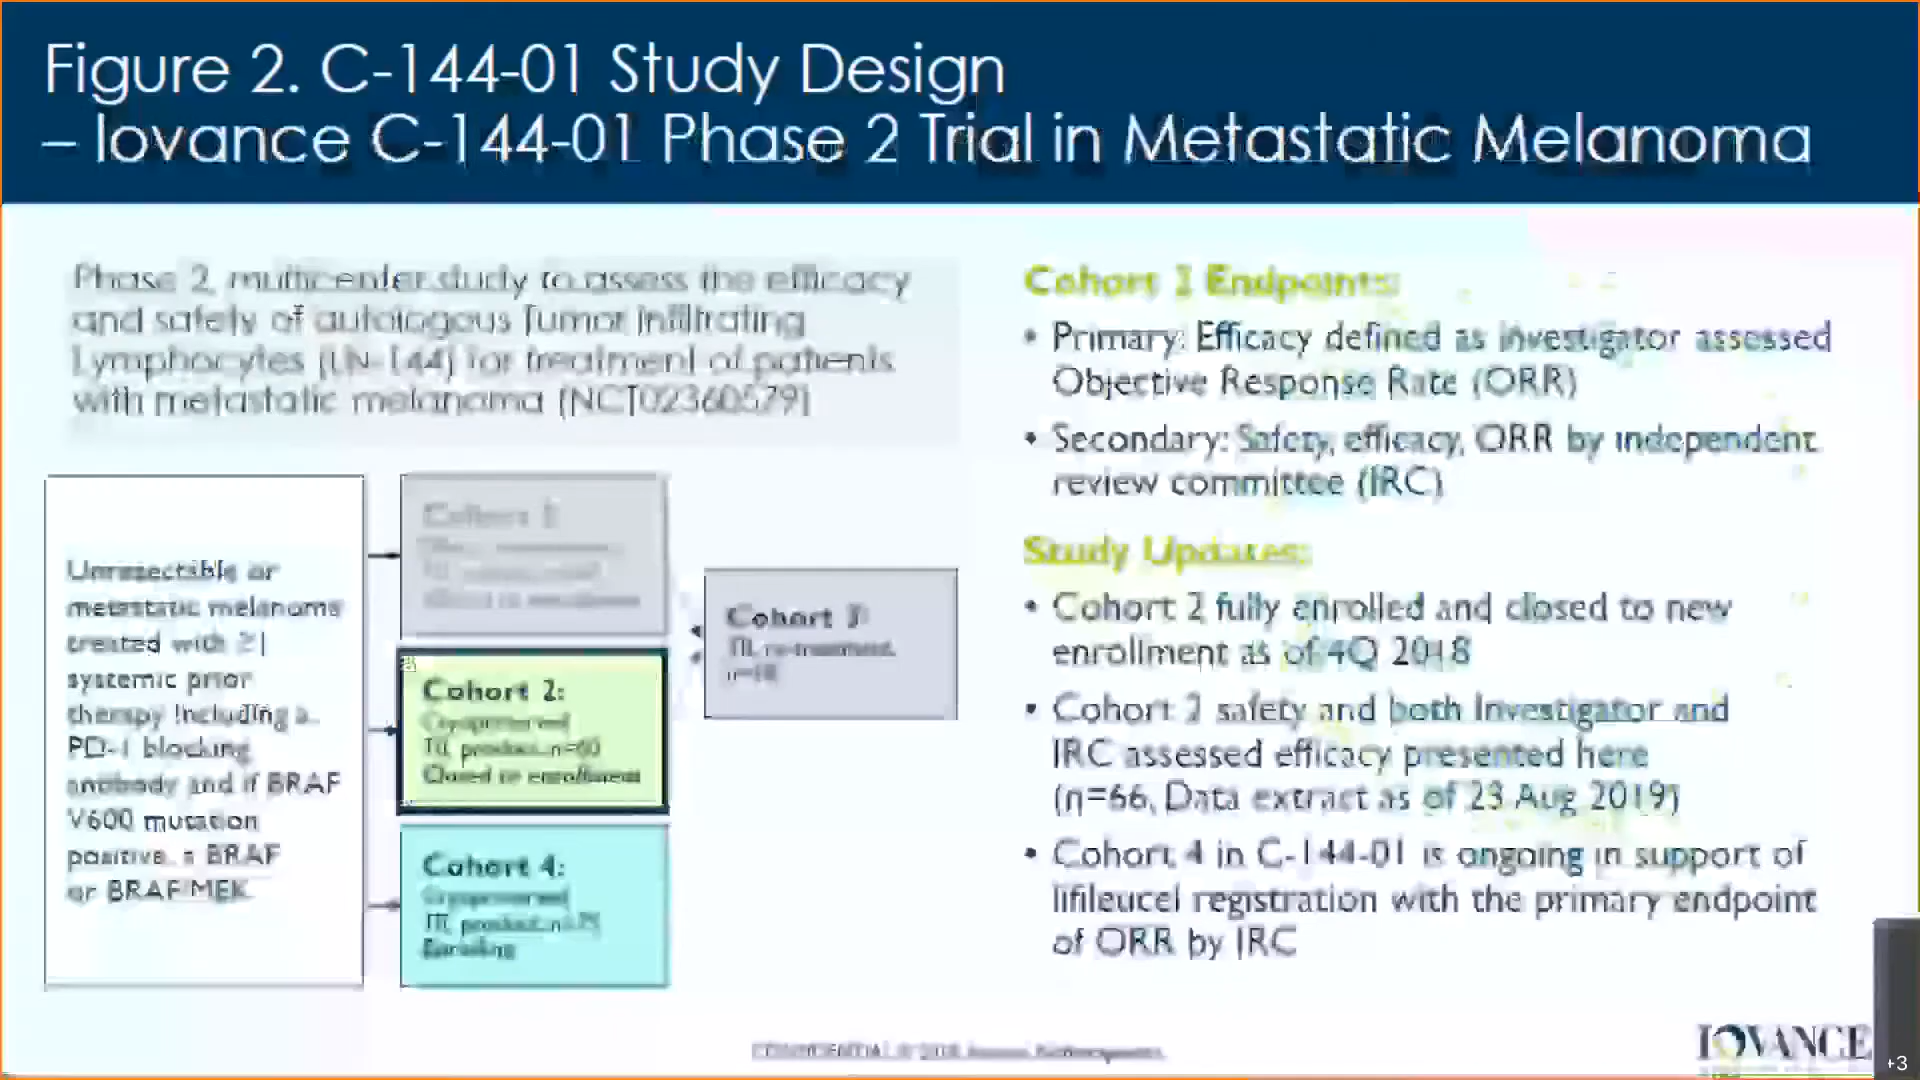 Figure 2. C-144-01 Study Design
– Iovance C-144-01 Phase 2 Trial in Metastatic Melanoma
Phase 2, multicenter study to assess the efficacy
and safety of autologous Tumor Infiltrating
Lymphocytes (LN-144) for treatment of patients
with metastatic melanoma (NCT02360579)
Unresectable or
metastatic melanoma
treated with ≥1
systemic prior
therapy including a
PD-1 blocking
antibody and if BRAF
V600 mutation
positive, a BRAF
or BRAF/MEK
Cohort
Cohort 2:
Cryopreserved
TIL product, n=60
Closed to enrollment
Cohort 4:
Cryopreserved
TIL product, n=75
Enrolling
Cohort
TIL re-treatment,
Cohort 2 Endpoints:
• Primary: Efficacy defined as investigator assessed
Objective Response Rate (ORR)
• Secondary: Safety, efficacy, ORR by independent
review committee (IRC)
Study Updates:
• Cohort 2 fully enrolled and closed to new
enrollment as of 4Q 2018
• Cohort 2 safety and both Investigator and
IRC assessed efficacy presented here
(n=66, Data extract as of 23 Aug 2019)
• Cohort 4 in C-144-01 is ongoing in support of
lifileucel registration with the primary endpoint
of ORR by IRC
IOVANCE
+3